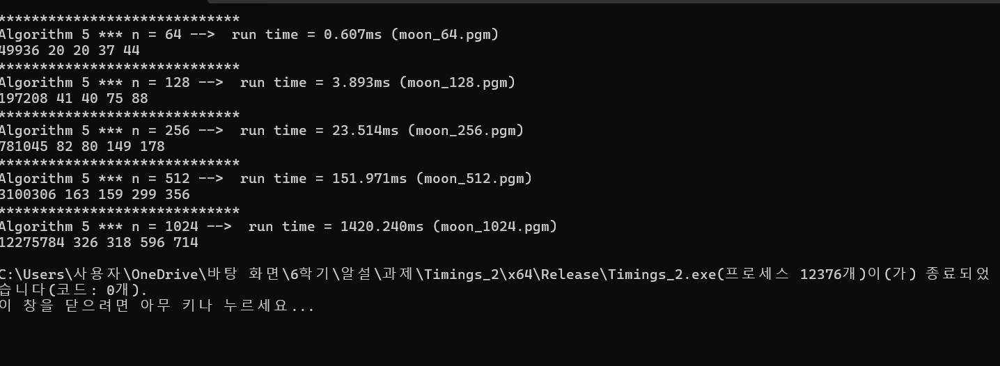 *****************************
Algorithm 5 *** n = 64 -->  run time = 0.607ms (moon_64.pgm)
49936 20 20 37 44
*****************************
Algorithm 5 *** n = 128 -->  run time = 3.893ms (moon_128.pgm)
197208 41 40 75 88
*****************************
Algorithm 5 *** n = 256 -->  run time = 23.514ms (moon_256.pgm)
781045 82 80 149 178
*****************************
Algorithm 5 *** n = 512 -->  run time = 151.971ms (moon_512.pgm)
3100306 163 159 299 356
*****************************
Algorithm 5 *** n = 1024 -->  run time = 1420.240ms (moon_1024.pgm)
12275784 326 318 596 714
C:\Users\사용자\OneDrive\바탕 화면\6학기\알설\과제\Timings_2\x64\Release\Timings_2.exe(프로세스 12376개)이(가) 종료되었
습니다(코드: 0개).
이 창을 닫으려면 아무 키나 누르세요...